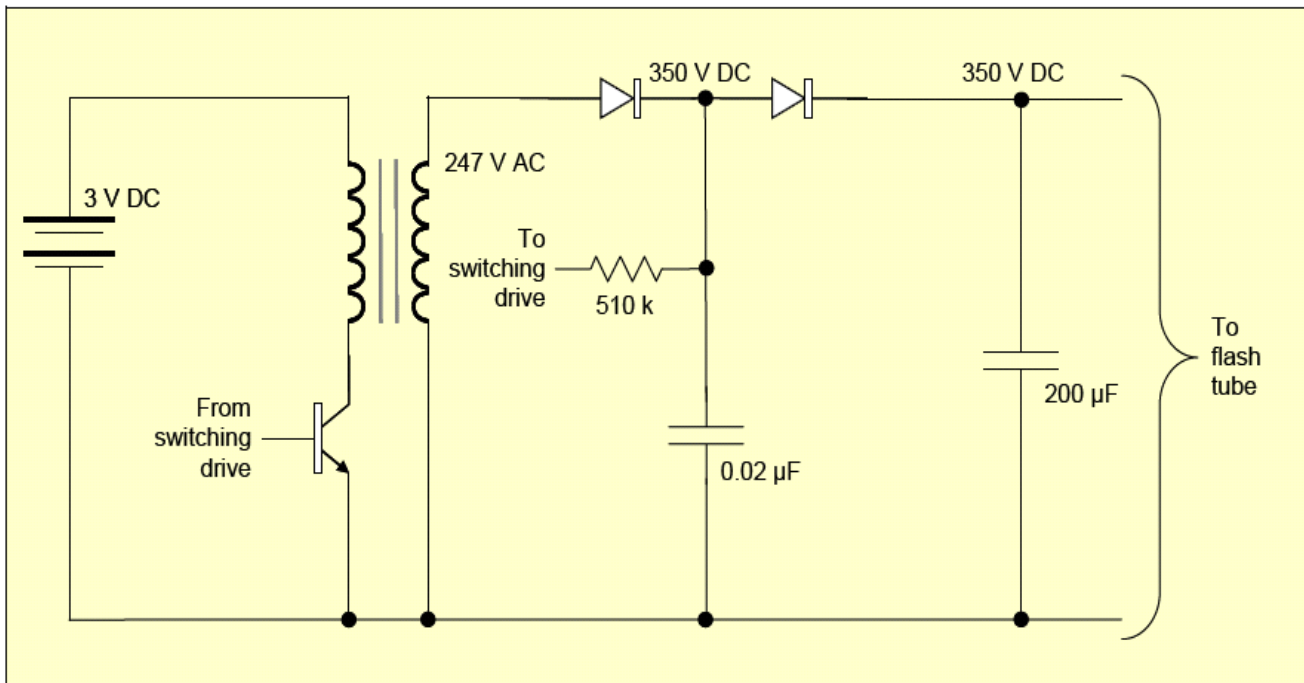 350 V DC
350 V DC
247 V AC
3 V DC
To
switching
drive
510 k
To
flash
tube
200 µF
From
switching
drive
0.02 µF